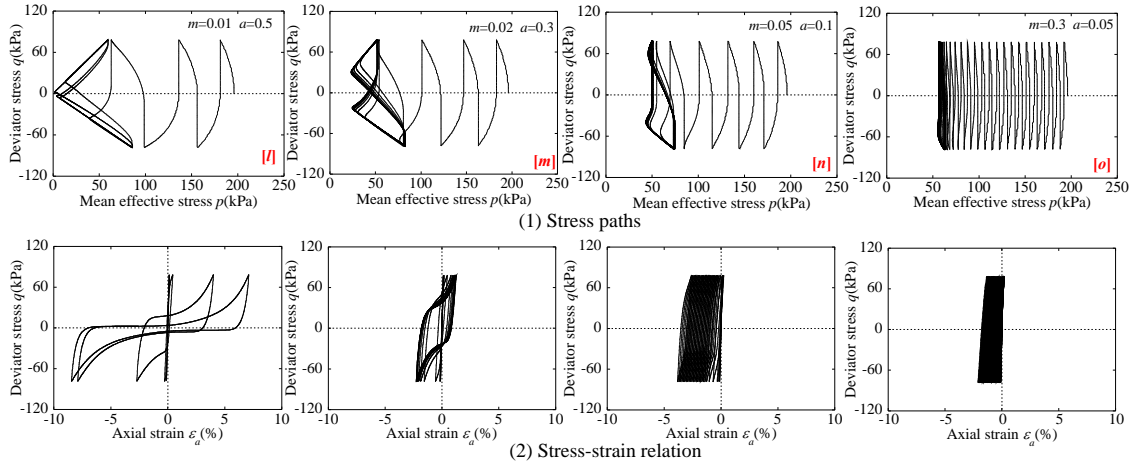 m=0.01 a=0.5
120
60
0
-60
-120
0 50 100 150 200 250
Deviator stress q(kPa)
Mean effective stress p(kPa)
[l]
m=0.02 a=0.3
120
60
0
-60
-120
0 50 100 150 200 250
Deviator stress q(kPa)
Mean effective stress p(kPa)
[m]
m=0.05 a=0.1
120
60
0
-60
-120
0 50 100 150 200 250
Deviator stress q(kPa)
Mean effective stress p(kPa)
[n]
m=0.3 a=0.05
120
60
0
-60
-120
0 50 100 150 200 250
Deviator stress q(kPa)
Mean effective stress p(kPa)
[o]
(1) Stress paths
120
60
0
-60
-120
-10 -5 0 5 10
Deviator stress q(kPa)
Axial strain εa(%)
120
60
0
-60
-120
-10 -5 0 5 10
Deviator stress q(kPa)
Axial strain εa(%)
120
60
0
-60
-120
-10 -5 0 5 10
Deviator stress q(kPa)
Axial strain εa(%)
120
60
0
-60
-120
-10 -5 0 5 10
Deviator stress q(kPa)
Axial strain εa(%)
(2) Stress-strain relation